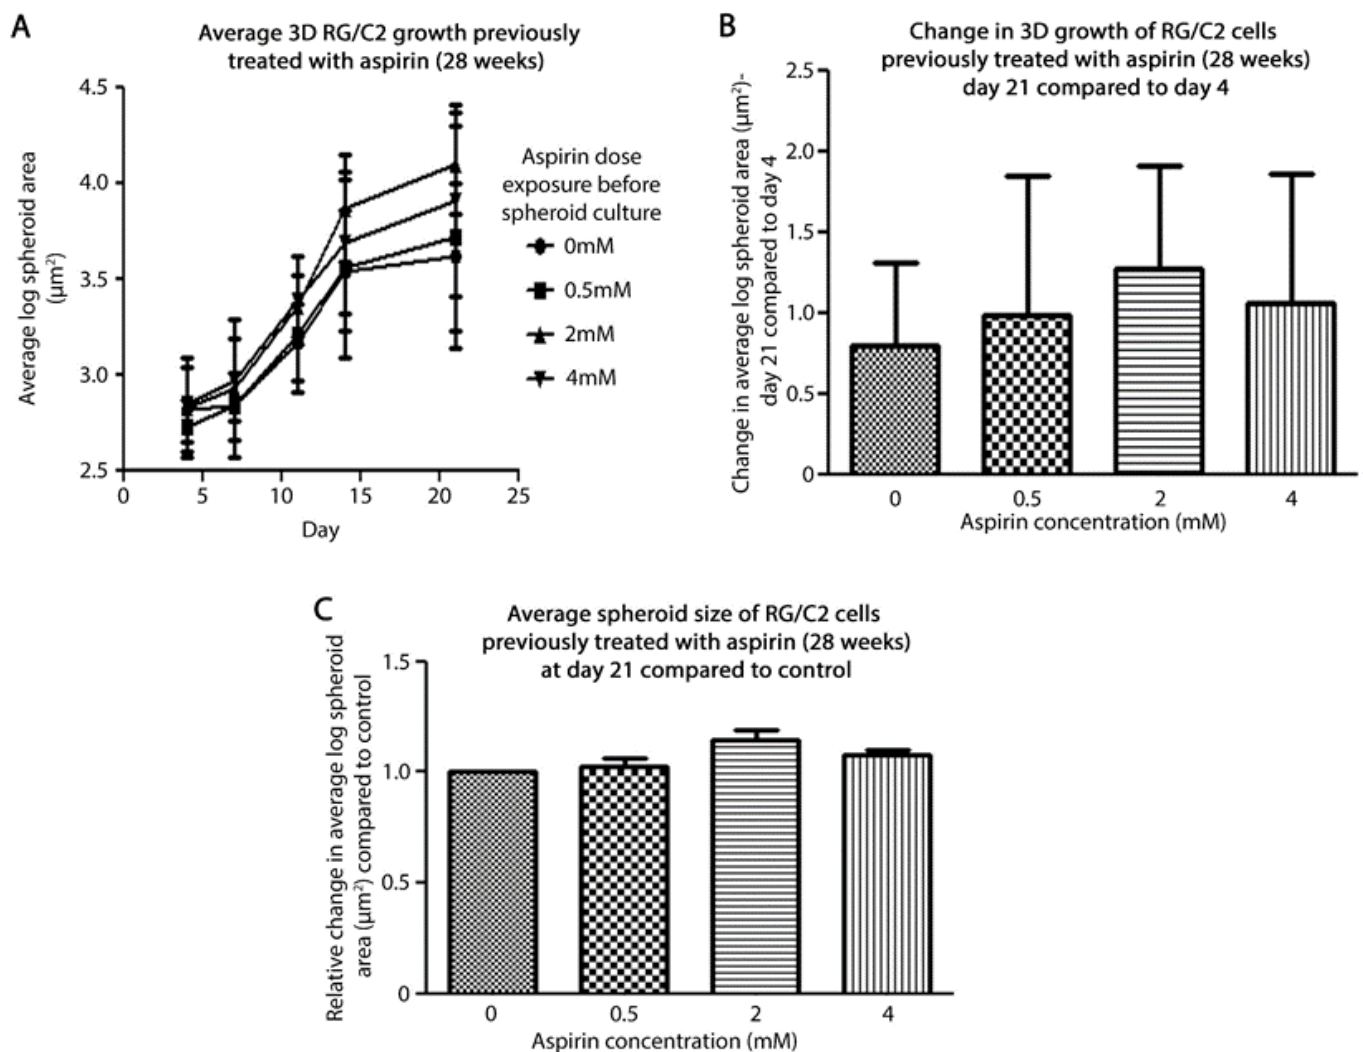 A
Average 3D RG/C2 growth previously
treated with aspirin (28 weeks)
Average log spheroid area
(µm²)
4.5
4.0
3.5
3.0
2.5
0
5
10
15
20
25
Day
Aspirin dose
exposure before
spheroid culture
0mM
0.5mM
2mM
4mM
B
Change in 3D growth of RG/C2 cells
previously treated with aspirin (28 weeks)
day 21 compared to day 4
Change in average log spheroid area (µm²)-
day 21 compared to day 4
2.5
2.0
1.5
1.0
0.5
0
0
0.5
2
4
Aspirin concentration (mM)
C
Average spheroid size of RG/C2 cells
previously treated with aspirin (28 weeks)
at day 21 compared to control
Relative change in average log spheroid
area (µm²) compared to control
1.5
1.0
0.5
0
0
0.5
2
4
Aspirin concentration (mM)